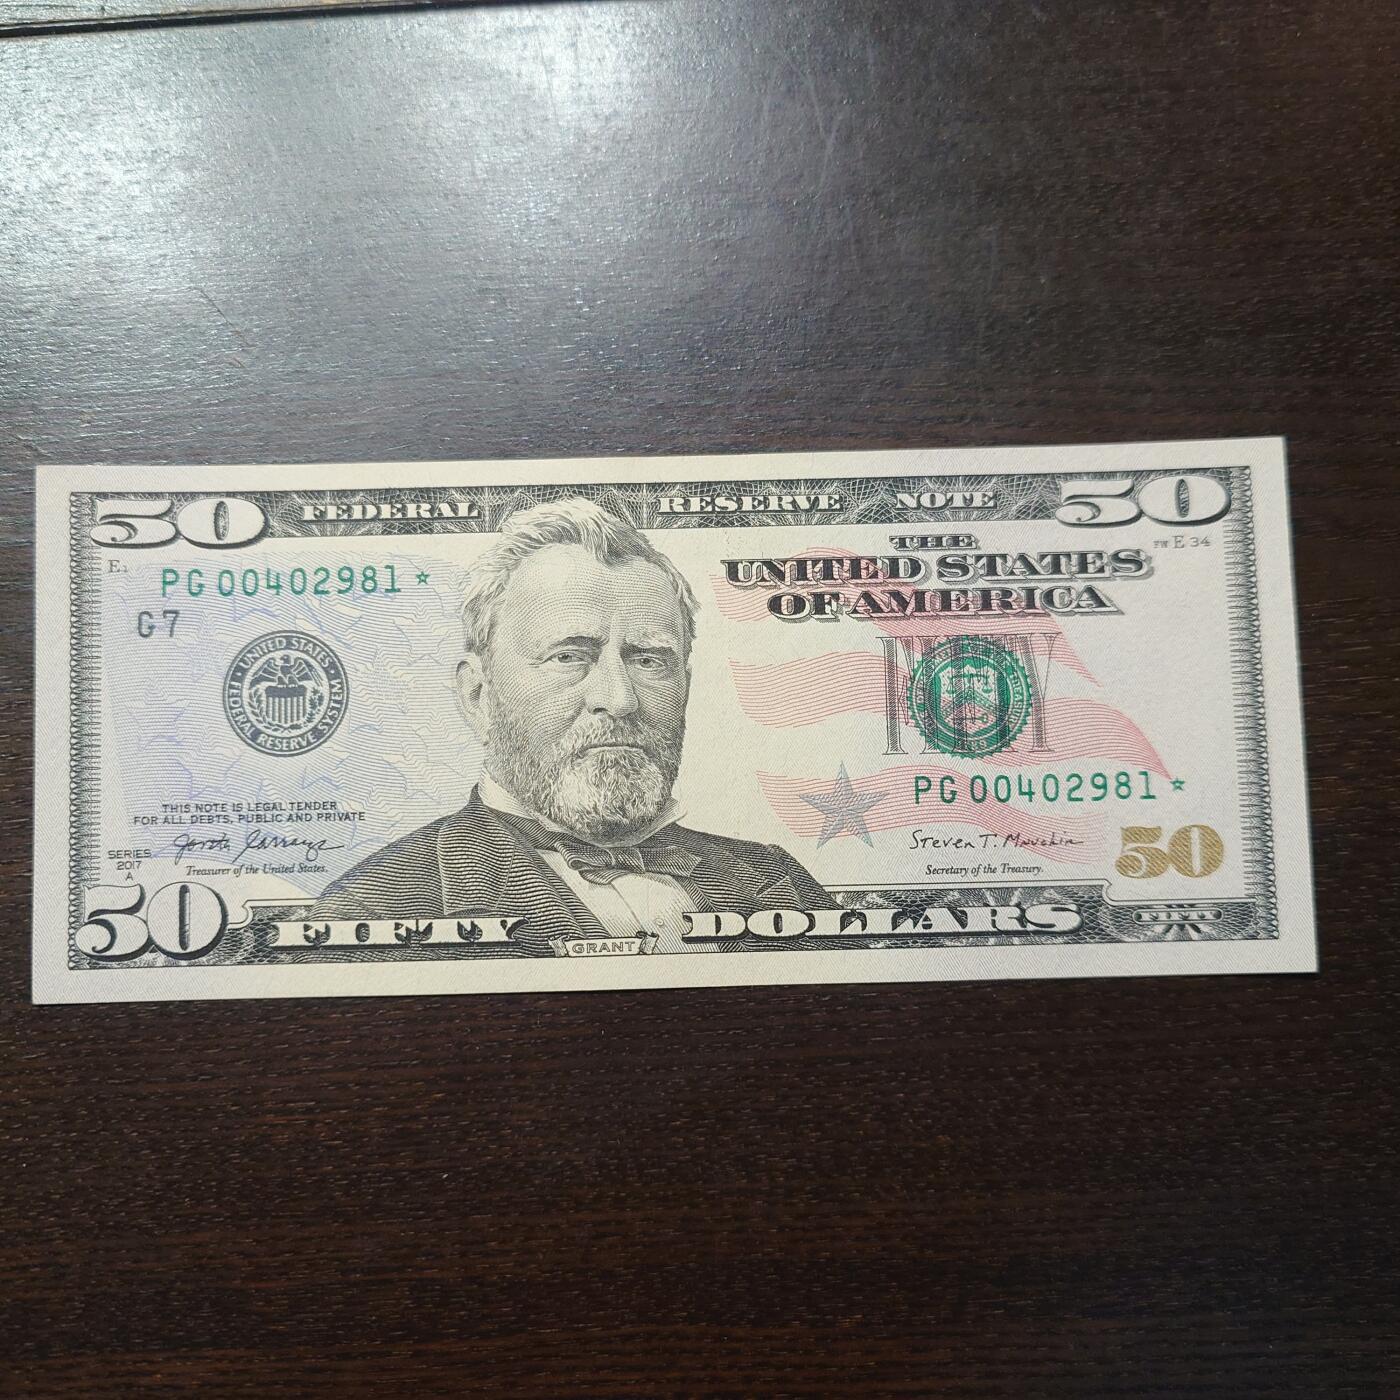 50 FEDERAL RESERVE NOTE 50
E1
FW E 34
THE
UNITED STATES
OF AMERICA
PG 00402981 *
G7
UNITED STATES FEDERAL RESERVE SYSTEM
PG 00402981 *
THIS NOTE IS LEGAL TENDER
FOR ALL DEBTS, PUBLIC AND PRIVATE
Steven T. Mnuchin
Treasurer of the United States.
Secretary of the Treasury.
SERIES
2017
A
50
50 FIFTY DOLLARS FIFTY
GRANT